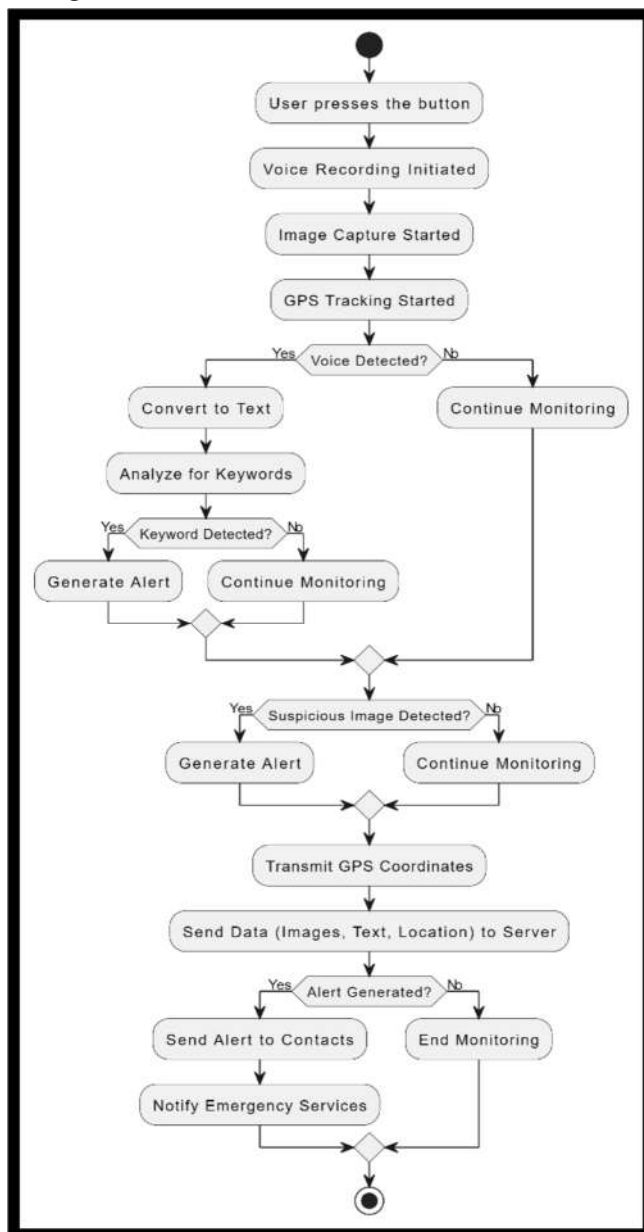 User presses the button
Voice Recording Initiated
Image Capture Started
GPS Tracking Started
Yes
Voice Detected?
No
Convert to Text
Continue Monitoring
Analyze for Keywords
Yes
Keyword Detected?
No
Generate Alert
Continue Monitoring
Yes
Suspicious Image Detected?
No
Generate Alert
Continue Monitoring
Transmit GPS Coordinates
Send Data (Images, Text, Location) to Server
Yes
Alert Generated?
No
Send Alert to Contacts
End Monitoring
Notify Emergency Services